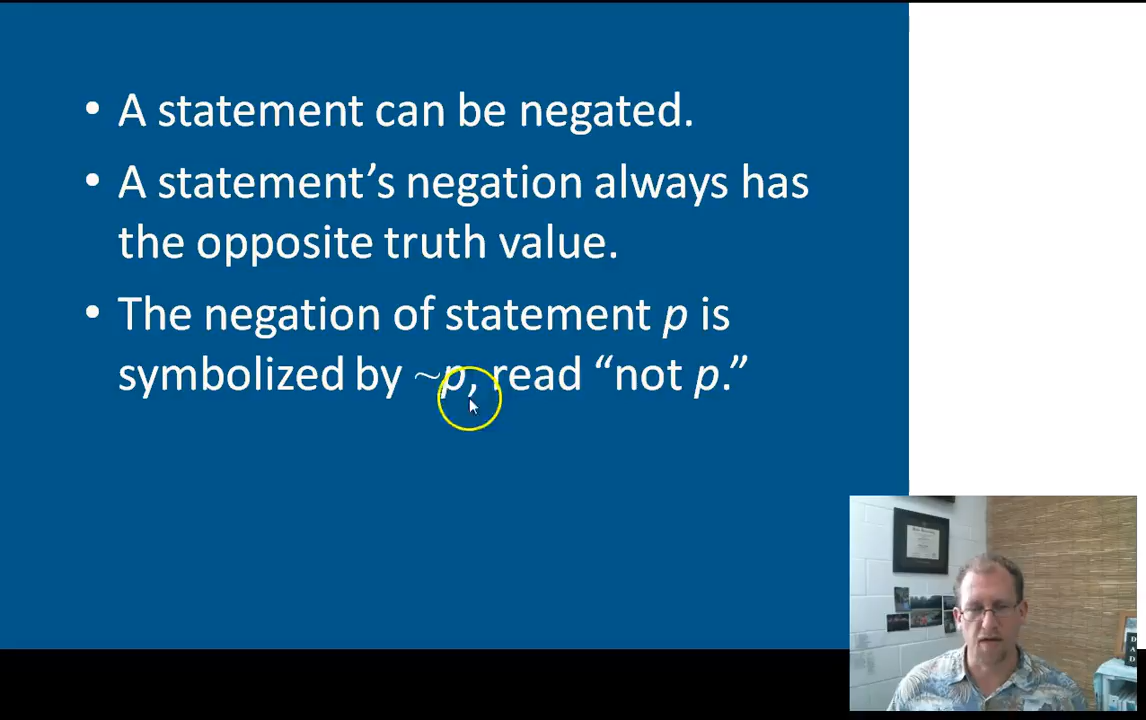 • A statement can be negated.
• A statement’s negation always has
the opposite truth value.
• The negation of statement p is
symbolized by ~p, read “not p.”
D
A
D